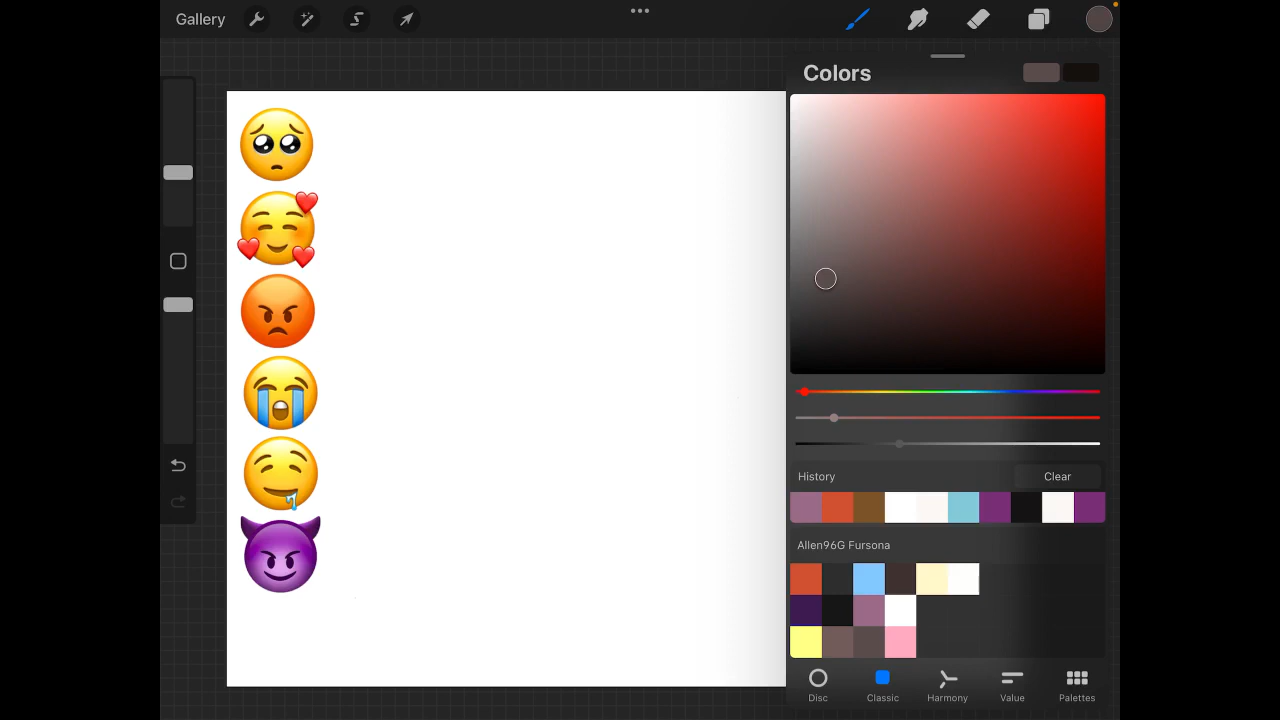 Gallery
Colors
History
Clear
Allen96G Fursona
Disc
Classic
Harmony
Value
Palettes